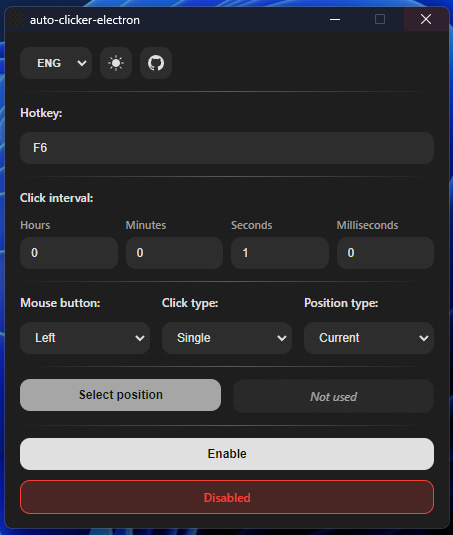 auto-clicker-electron
ENG
Hotkey:
F6
Click interval:
Hours Minutes Seconds Milliseconds
0 0 1 0
Mouse button: Click type: Position type:
Left Single Current
Select position Not used
Enable
Disabled